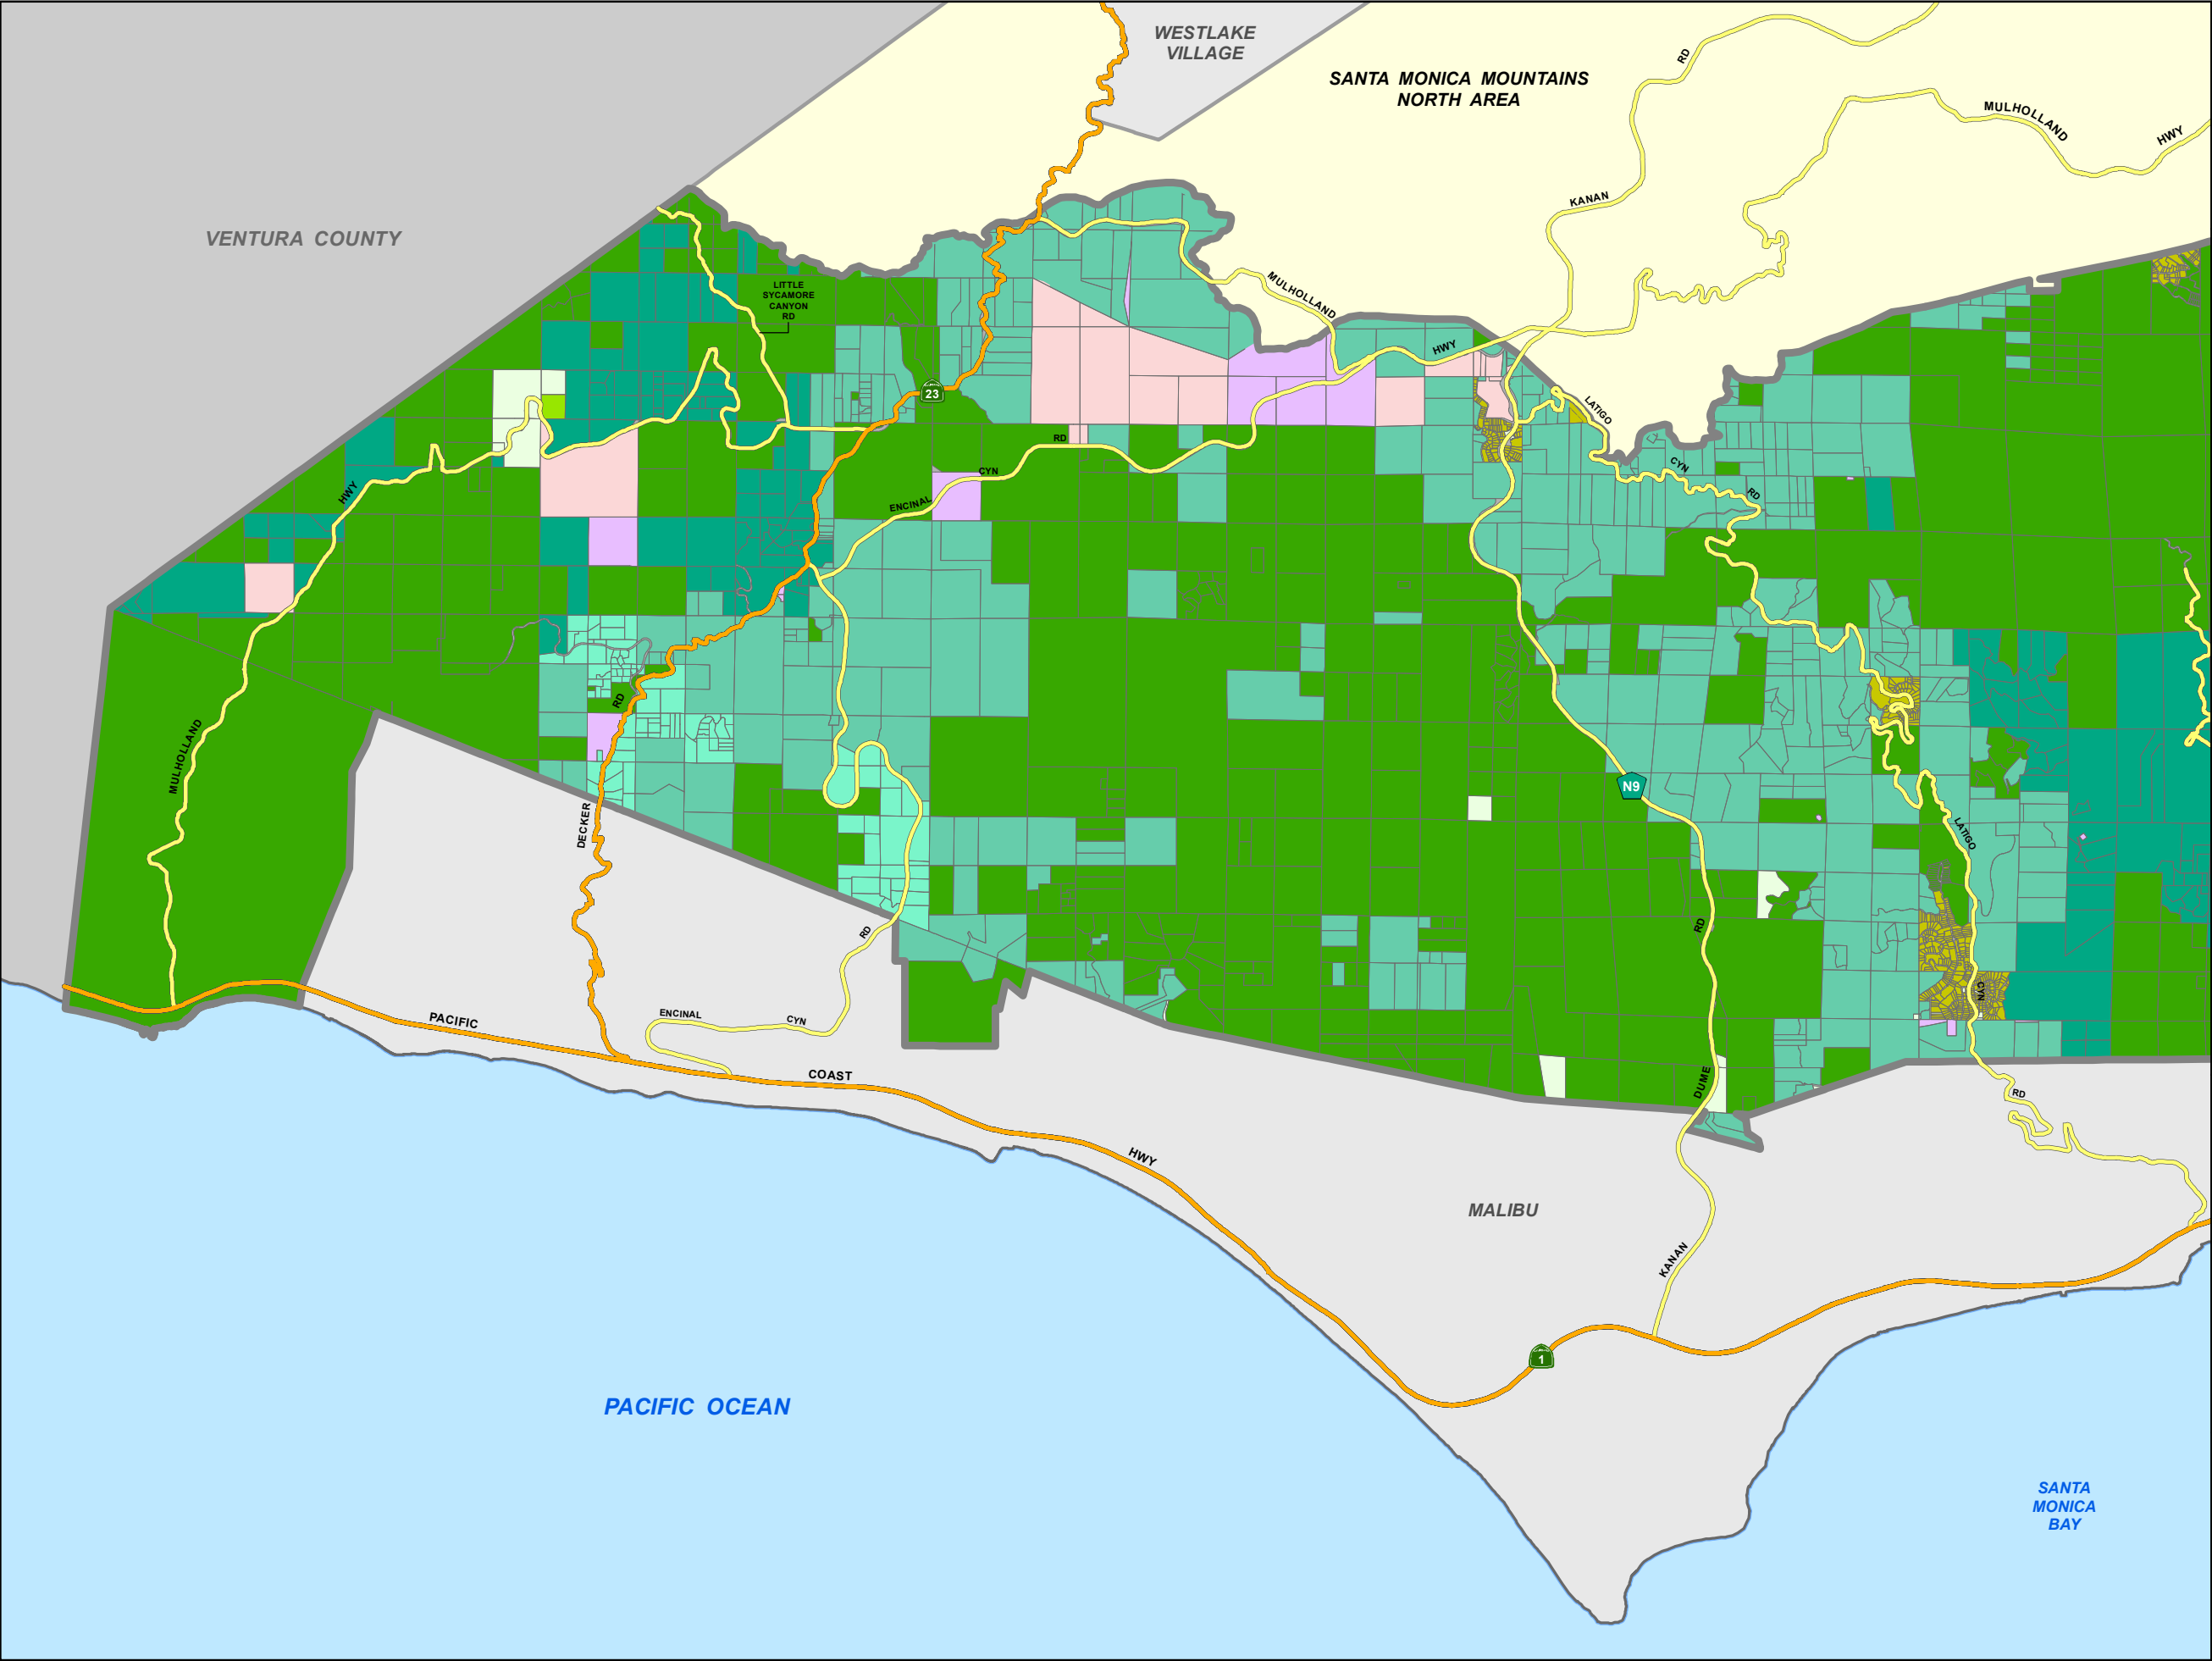 WESTLAKE
VILLAGE
SANTA MONICA MOUNTAINS
NORTH AREA
RD
MULHOLLAND
HWY
KANAN
VENTURA COUNTY
LITTLE
SYCAMORE
CANYON
RD
MULHOLLAND
HWY
23
LATIGO
CYN
RD
RD
CYN
ENCINAL
HWY
RD
MULHOLLAND
DECKER
N9
LATIGO
RD
CYN
RD
ENCINAL
CYN
PACIFIC
COAST
DUME
RD
HWY
MALIBU
KANAN
1
PACIFIC OCEAN
SANTA
MONICA
BAY